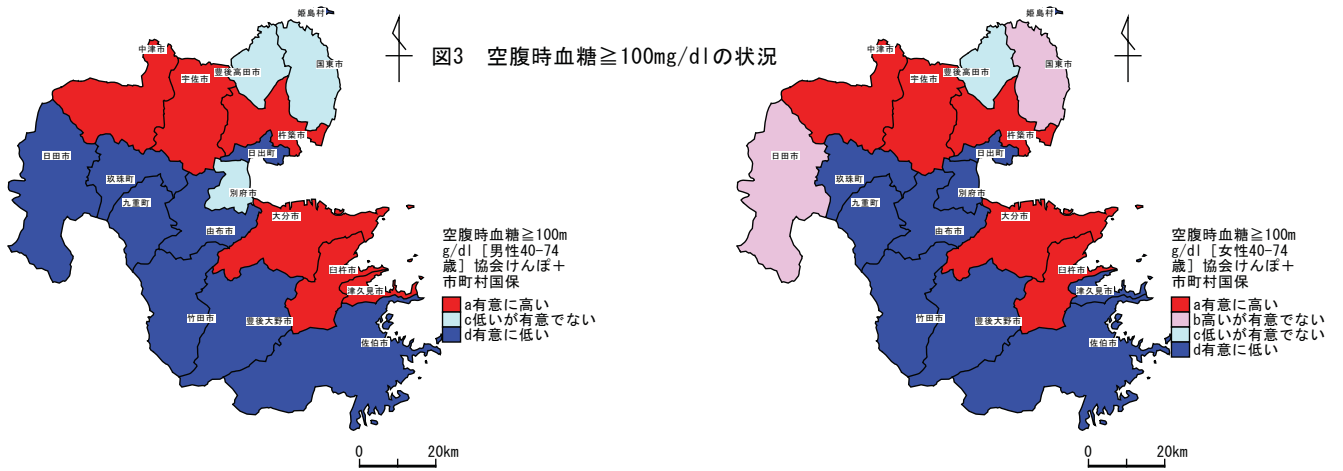 図3　空腹時血糖≧100mg/dlの状況
姫島村
中津市
宇佐市
豊後高田市
国東市
杵築市
日出町
日田市
玖珠町
九重町
別府市
由布市
大分市
臼杵市
津久見市
竹田市
豊後大野市
佐伯市
空腹時血糖≧100m
g/dl［男性40-74
歳］協会けんぽ＋
市町村国保
a有意に高い
c低いが有意でない
d有意に低い
0 20km
姫島村
中津市
宇佐市
豊後高田市
国東市
杵築市
日出町
日田市
玖珠町
九重町
別府市
由布市
大分市
臼杵市
津久見市
竹田市
豊後大野市
佐伯市
空腹時血糖≧100m
g/dl［女性40-74
歳］協会けんぽ＋
市町村国保
a有意に高い
b高いが有意でない
c低いが有意でない
d有意に低い
0 20km